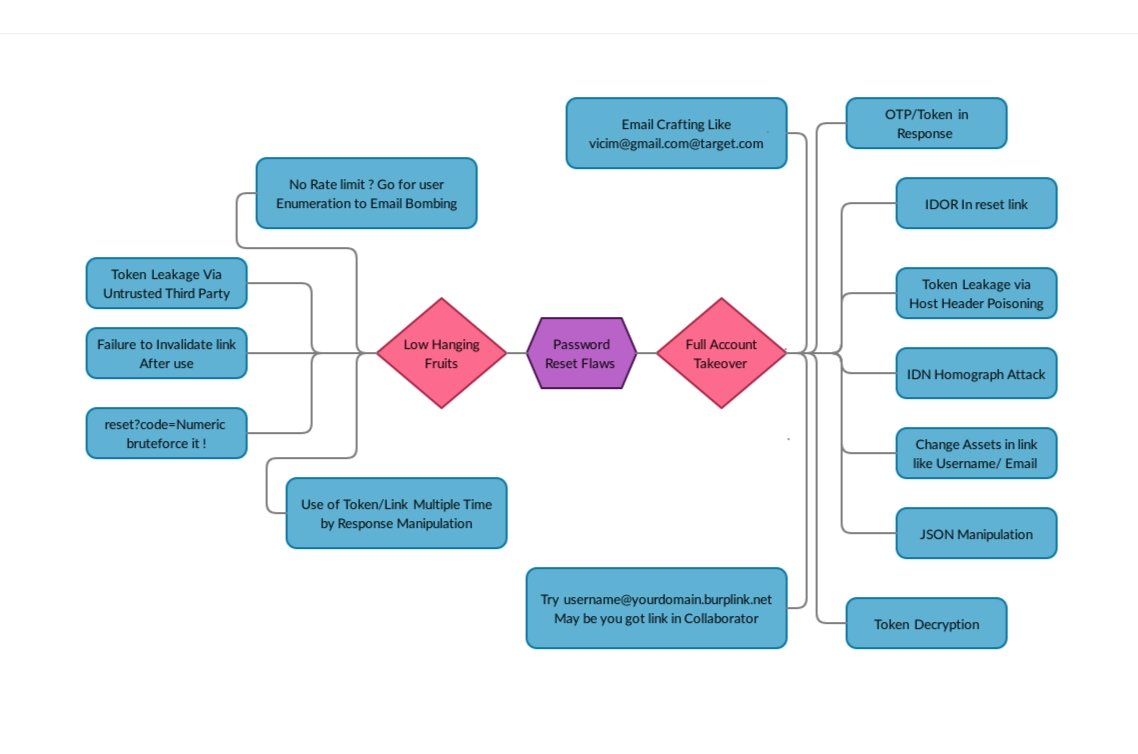 Email Crafting Like
vicim@gmail.com@target.com
OTP/Token in
Response
No Rate limit ? Go for user
Enumeration to Email Bombing
IDOR In reset link
Token Leakage Via
Untrusted Third Party
Token Leakage via
Host Header Poisoning
Failure to Invalidate link
After use
Low Hanging
Fruits
Password
Reset Flaws
Full Account
Takeover
IDN Homograph Attack
reset?code=Numeric
bruteforce it !
Change Assets in link
like Username/ Email
Use of Token/Link Multiple Time
by Response Manipulation
JSON Manipulation
Try username@yourdomain.burplink.net
May be you got link in Collaborator
Token Decryption